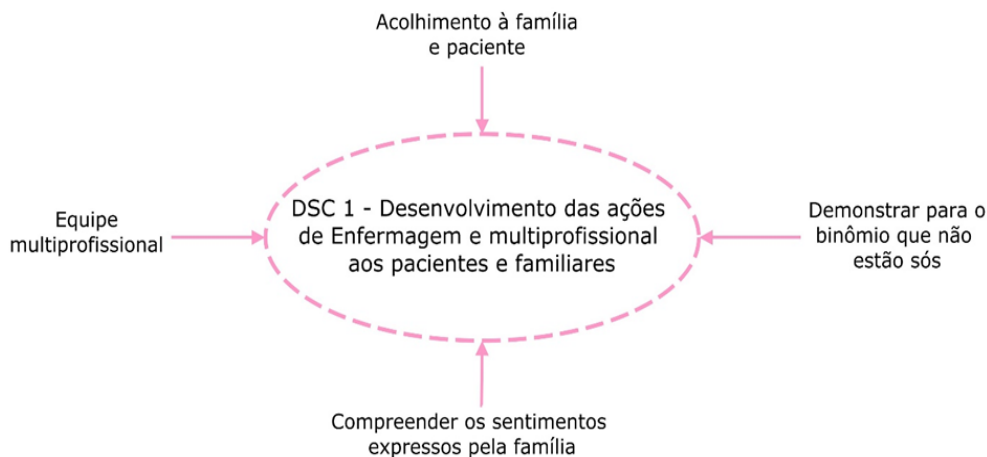 Acolhimento à família
e paciente
Equipe
multiprofissional
DSC 1 - Desenvolvimento das ações
de Enfermagem e multiprofissional
aos pacientes e familiares
Demonstrar para o
binômio que não
estão sós
Compreender os sentimentos
expressos pela família